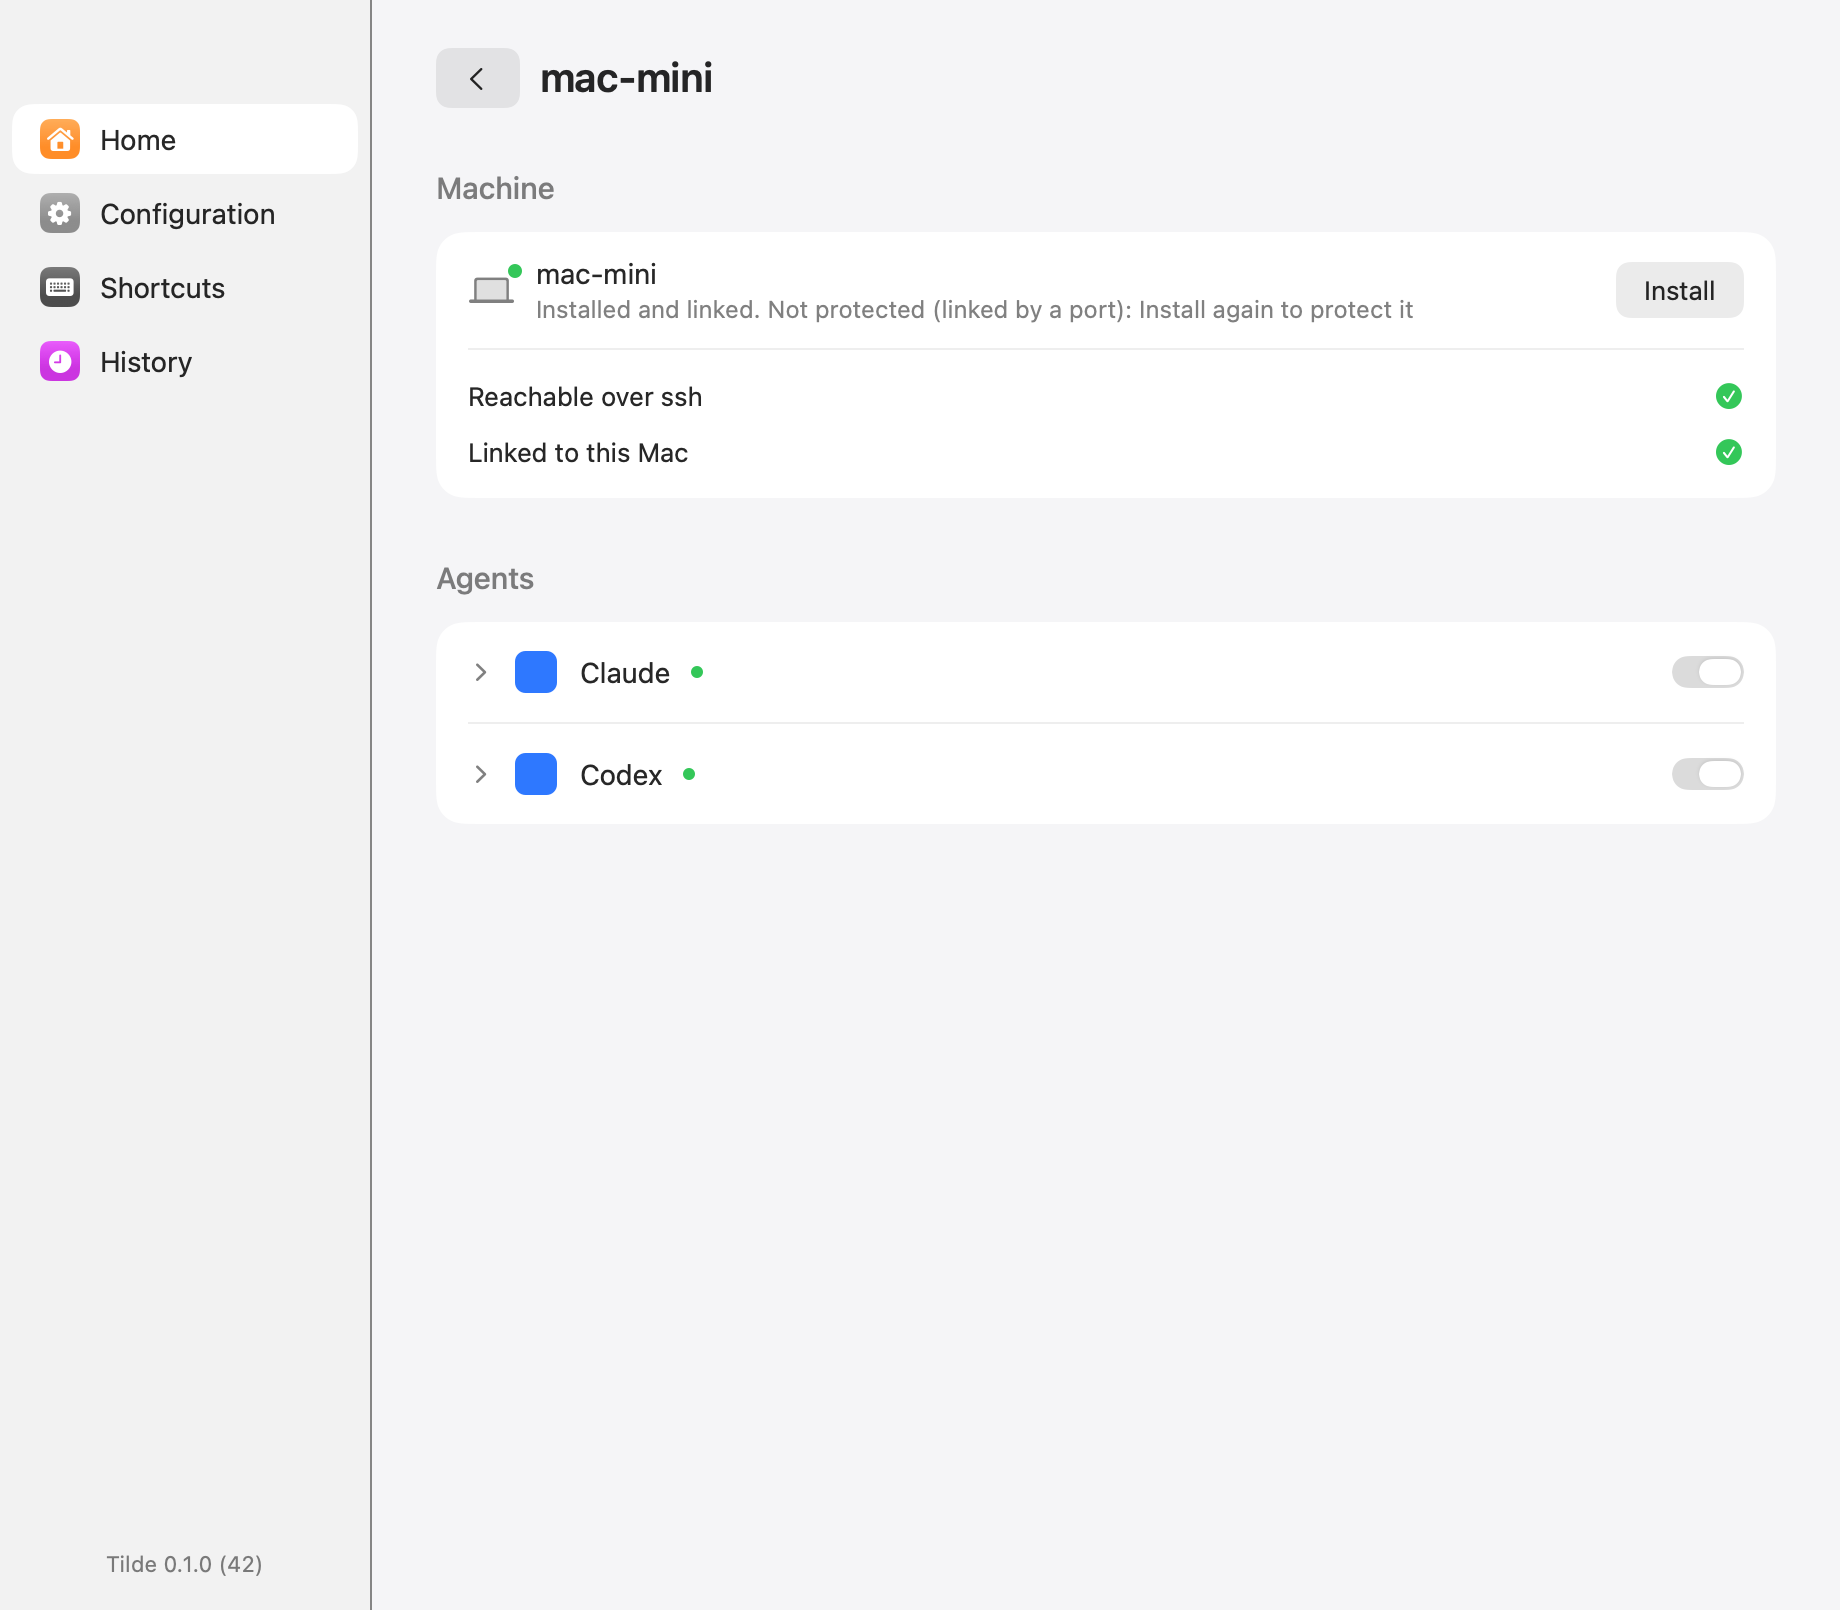 mac-mini
Home
Configuration
Shortcuts
History
Machine
mac-mini
Installed and linked. Not protected (linked by a port): Install again to protect it
Install
Reachable over ssh
Linked to this Mac
Agents
Claude
Codex
Tilde 0.1.0 (42)